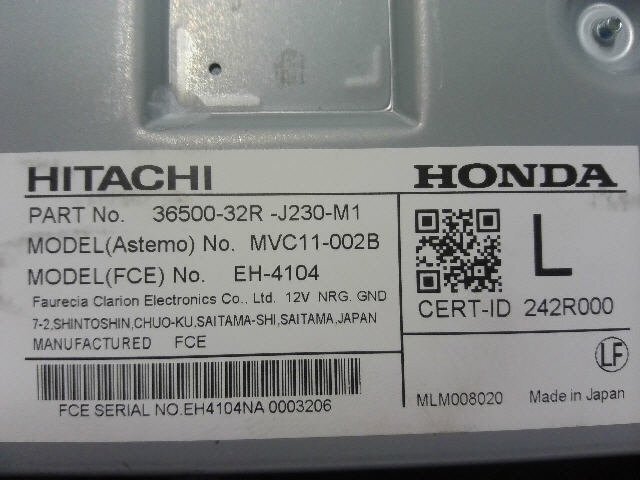 HITACHI HONDA
PART No. 36500-32R -J230-M1
MODEL(Astemo) No. MVC11-002B
MODEL(FCE) No. EH-4104
L
CERT-ID 242R000
Faurecia Clarion Electronics Co., Ltd. 12V NRG. GND
7-2,SHINTOSHIN,CHUO-KU,SAITAMA-SHI,SAITAMA,JAPAN
MANUFACTURED FCE
LF
FCE SERIAL NO.EH4104NA 0003206
MLM008020 Made in Japan